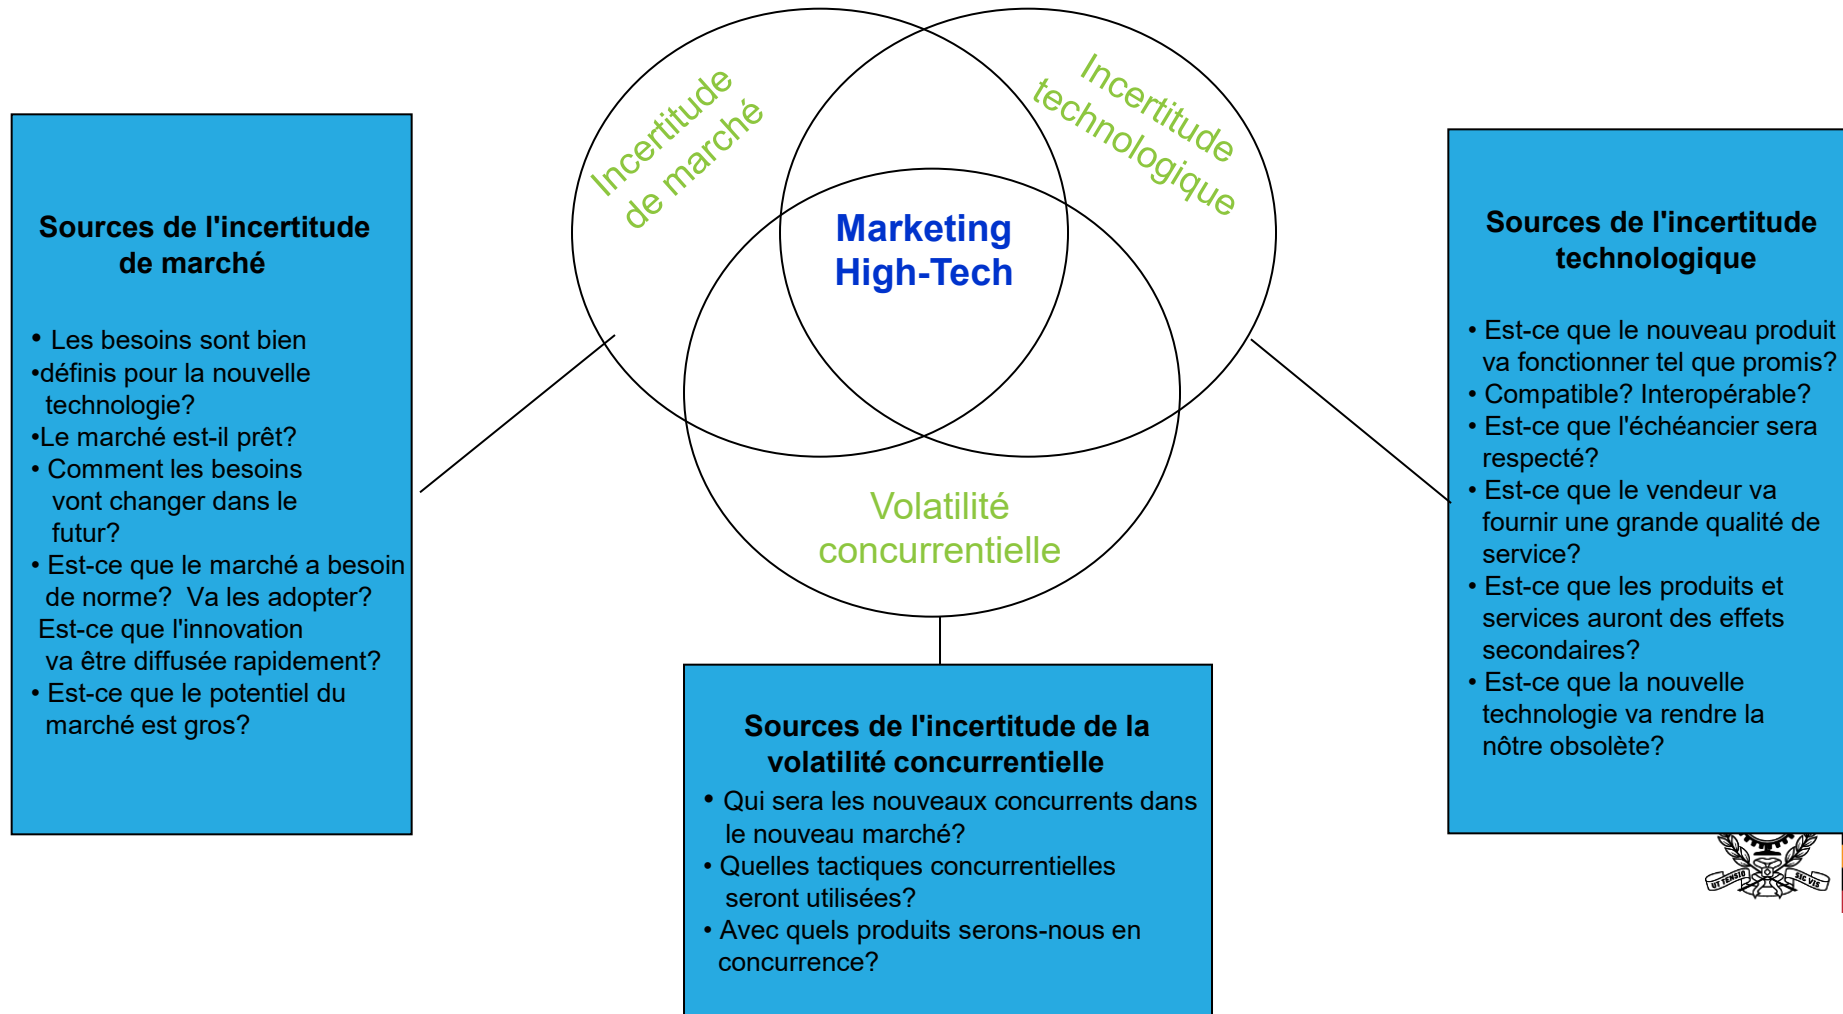 Incertitude
de marché
Incertitude
technologique
Marketing
High-Tech
Volatilité
concurrentielle
Sources de l'incertitude
de marché
• Les besoins sont bien
•définis pour la nouvelle
technologie?
•Le marché est-il prêt?
• Comment les besoins
vont changer dans le
futur?
• Est-ce que le marché a besoin
de norme?  Va les adopter?
Est-ce que l'innovation
va être diffusée rapidement?
• Est-ce que le potentiel du
marché est gros?
Sources de l'incertitude de la
volatilité concurrentielle
• Qui sera les nouveaux concurrents dans
le nouveau marché?
• Quelles tactiques concurrentielles
seront utilisées?
• Avec quels produits serons-nous en
concurrence?
Sources de l'incertitude
technologique
• Est-ce que le nouveau produit
va fonctionner tel que promis?
• Compatible? Interopérable?
• Est-ce que l'échéancier sera
respecté?
• Est-ce que le vendeur va
fournir une grande qualité de
service?
• Est-ce que les produits et
services auront des effets
secondaires?
• Est-ce que la nouvelle
technologie va rendre la
nôtre obsolète?
UT TENSIO SIC VIS